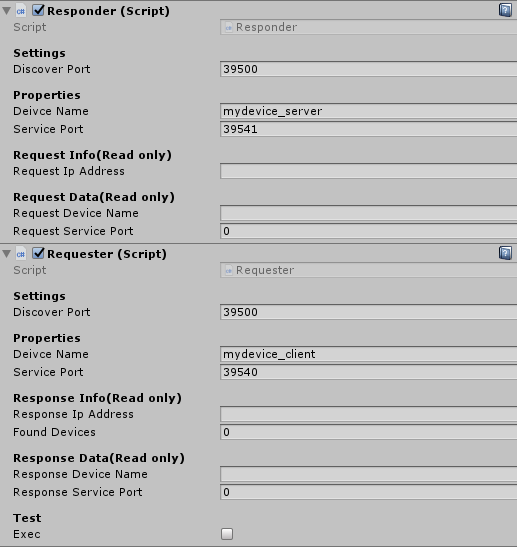 Responder (Script)
Script Responder
Settings
Discover Port 39500
Properties
Deivce Name mydevice_server
Service Port 39541
Request Info(Read only)
Request Ip Address
Request Data(Read only)
Request Device Name
Request Service Port 0
Requester (Script)
Script Requester
Settings
Discover Port 39500
Properties
Deivce Name mydevice_client
Service Port 39540
Response Info(Read only)
Response Ip Address
Found Devices 0
Response Data(Read only)
Response Device Name
Response Service Port 0
Test
Exec